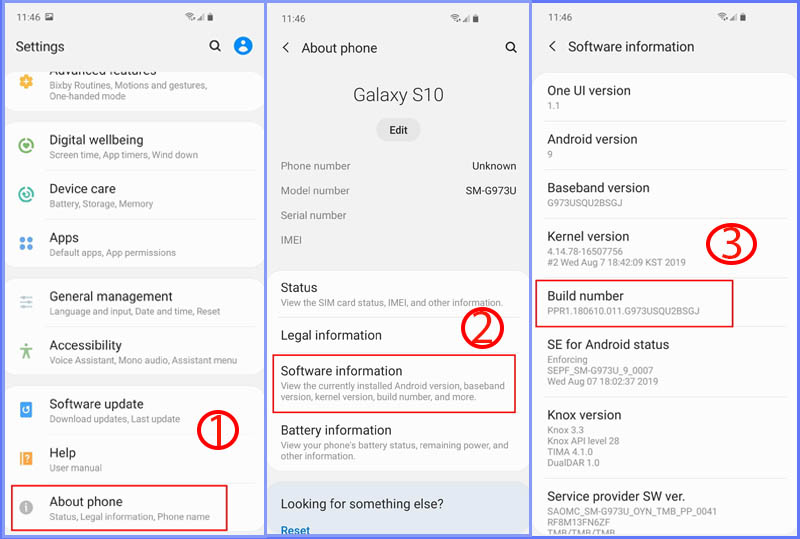 11:46
Settings
Advanced features
Bixby Routines, Motions and gestures,
One-handed mode
Digital wellbeing
Screen time, App timers, Wind down
Device care
Battery, Storage, Memory
Apps
Default apps, App permissions
General management
Language and input, Date and time, Reset
Accessibility
Voice Assistant, Mono audio, Assistant menu
Software update
Download updates, Last update
1
Help
User manual
About phone
Status, Legal information, Phone name
11:46
About phone
Galaxy S10
Edit
Phone number Unknown
Model number SM-G973U
Serial number
IMEI
Status
View the SIM card status, IMEI, and other information.
2
Legal information
Software information
View the currently installed Android version, baseband
version, kernel version, build number, and more.
Battery information
View your phone's battery status, remaining power, and
other information.
Looking for something else?
Reset
11:46
Software information
One UI version
1.1
Android version
9
Baseband version
G973USQU2BSGJ
Kernel version
4.14.78-16507756
#2 Wed Aug 7 18:42:09 KST 2019
3
Build number
PPR1.180610.011.G973USQU2BSGJ
SE for Android status
Enforcing
SEPF_SM-G973U_9_0007
Wed Aug 07 18:02:37 2019
Knox version
Knox 3.3
Knox API level 28
TIMA 4.1.0
DualDAR 1.0
Service provider SW ver.
SAOMC_SM-G973U_OYN_TMB_PP_0041
RF8M13FN6ZF
TMB/TMB/TMB